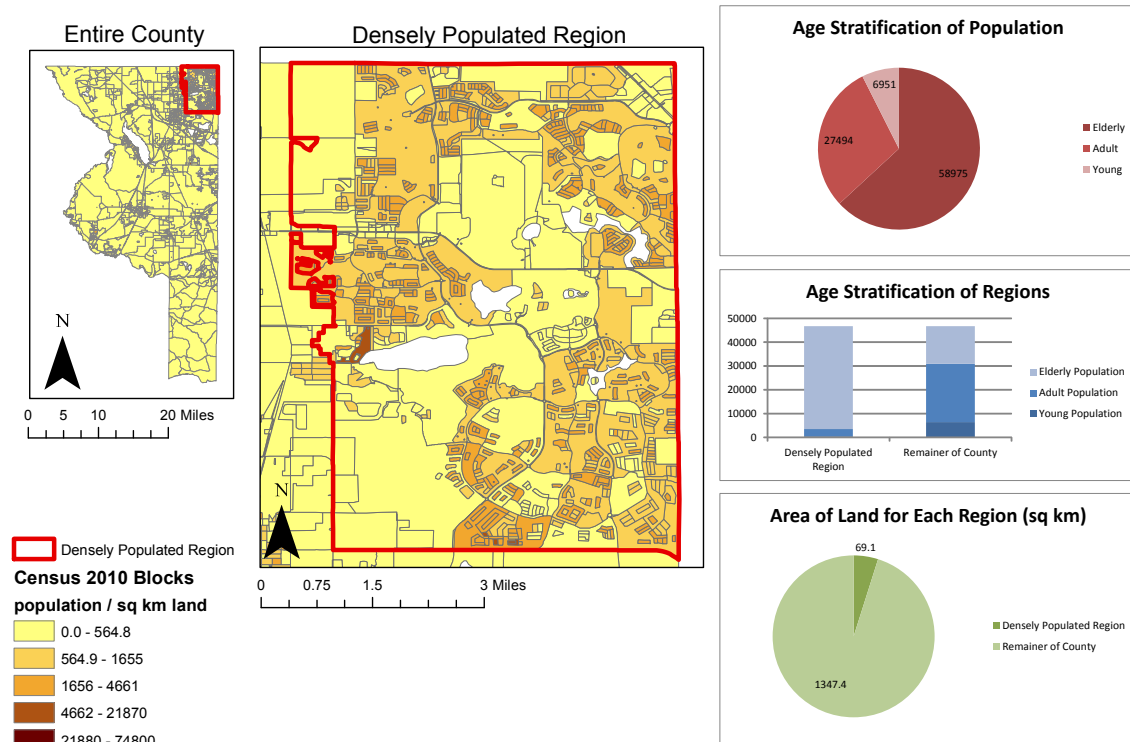 Entire County
N
0 5 10 20 Miles
Densely Populated Region
N
0 0.75 1.5 3 Miles
Densely Populated Region
Census 2010 Blocks
population / sq km land
0.0 - 564.8
564.9 - 1655
1656 - 4661
4662 - 21870
21880 - 74800
Age Stratification of Population
6951
27494
58975
Elderly
Adult
Young
Age Stratification of Regions
50000
40000
30000
20000
10000
0
Densely Populated
Region
Remainer of County
Elderly Population
Adult Population
Young Population
Area of Land for Each Region (sq km)
69.1
1347.4
Densely Populated Region
Remainer of County